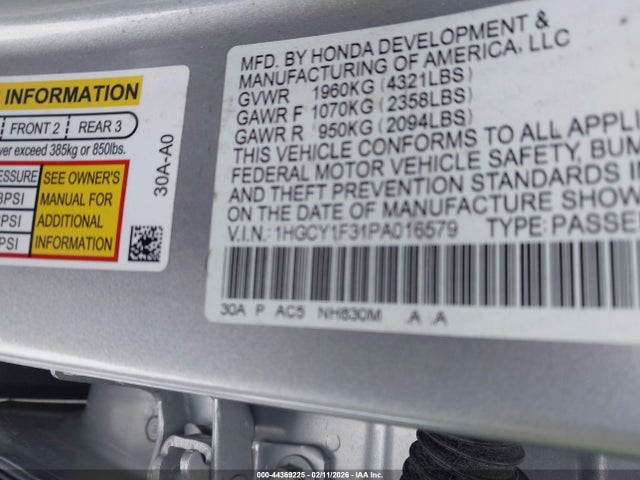 INFORMATION
FRONT 2 REAR 3
ver exceed 385kg or 850lbs.
SEE OWNER'S
MANUAL FOR
ADDITIONAL
INFORMATION
PSI
PSI
PSI
30A-A0
MFD. BY HONDA DEVELOPMENT &
MANUFACTURING OF AMERICA, LLC
GVWR 1960KG (4321LBS)
GAWR F 1070KG (2358LBS)
GAWR R 950KG (2094LBS)
THIS VEHICLE CONFORMS TO ALL APPLI
FEDERAL MOTOR VEHICLE SAFETY, BUM
AND THEFT PREVENTION STANDARDS I
ON THE DATE OF MANUFACTURE SHOW
V.I.N.: 1HGCY1F31PA016579 TYPE: PASSE
30A P AC5 NH830M A A
000-44369225 - 02/11/2026 - IAA Inc.